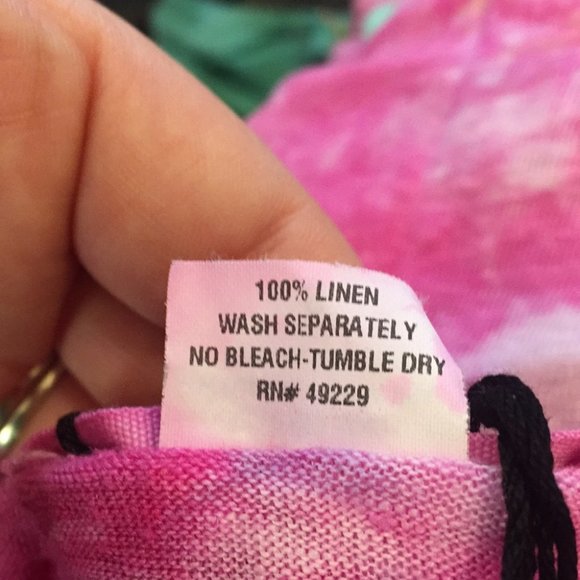 100% LINEN
WASH SEPARATELY
NO BLEACH-TUMBLE DRY
RN# 49229